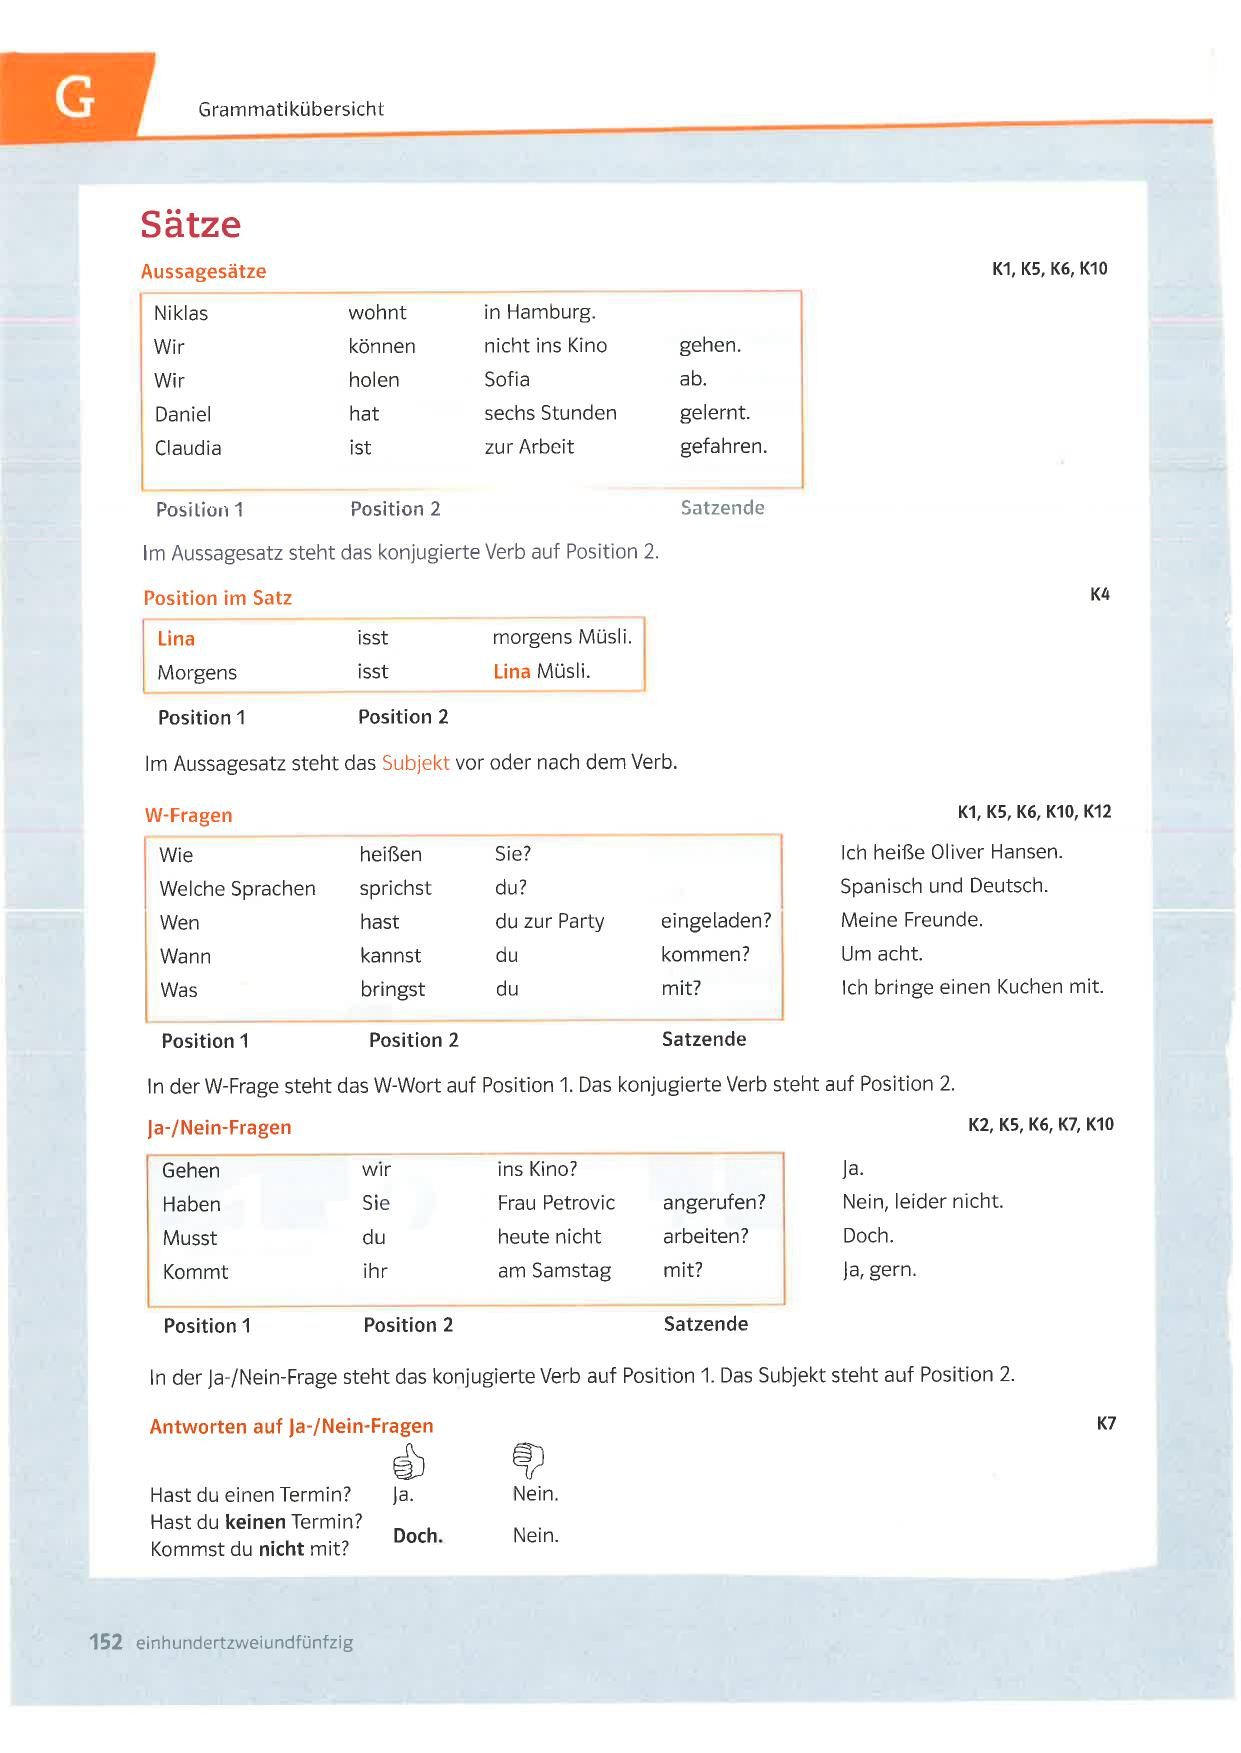 G
Grammatikübersicht
Sätze
Aussagesätze K1, K5, K6, K10
Niklas wohnt in Hamburg.
Wir können nicht ins Kino gehen.
Wir holen Sofia ab.
Daniel hat sechs Stunden gelernt.
Claudia ist zur Arbeit gefahren.
Position 1 Position 2 Satzende
Im Aussagesatz steht das konjugierte Verb auf Position 2.
Position im Satz K4
Lina isst morgens Müsli.
Morgens isst Lina Müsli.
Position 1 Position 2
Im Aussagesatz steht das Subjekt vor oder nach dem Verb.
W-Fragen K1, K5, K6, K10, K12
Wie heißen Sie? Ich heiße Oliver Hansen.
Welche Sprachen sprichst du? Spanisch und Deutsch.
Wen hast du zur Party eingeladen? Meine Freunde.
Wann kannst du kommen? Um acht.
Was bringst du mit? Ich bringe einen Kuchen mit.
Position 1 Position 2 Satzende
In der W-Frage steht das W-Wort auf Position 1. Das konjugierte Verb steht auf Position 2.
Ja-/Nein-Fragen K2, K5, K6, K7, K10
Gehen wir ins Kino? Ja.
Haben Sie Frau Petrovic angerufen? Nein, leider nicht.
Musst du heute nicht arbeiten? Doch.
Kommt ihr am Samstag mit? Ja, gern.
Position 1 Position 2 Satzende
In der Ja-/Nein-Frage steht das konjugierte Verb auf Position 1. Das Subjekt steht auf Position 2.
Antworten auf Ja-/Nein-Fragen K7
Hast du einen Termin? Ja. Nein.
Hast du keinen Termin?
Doch. Nein.
Kommst du nicht mit?
152 einhundertzweiundfünfzig